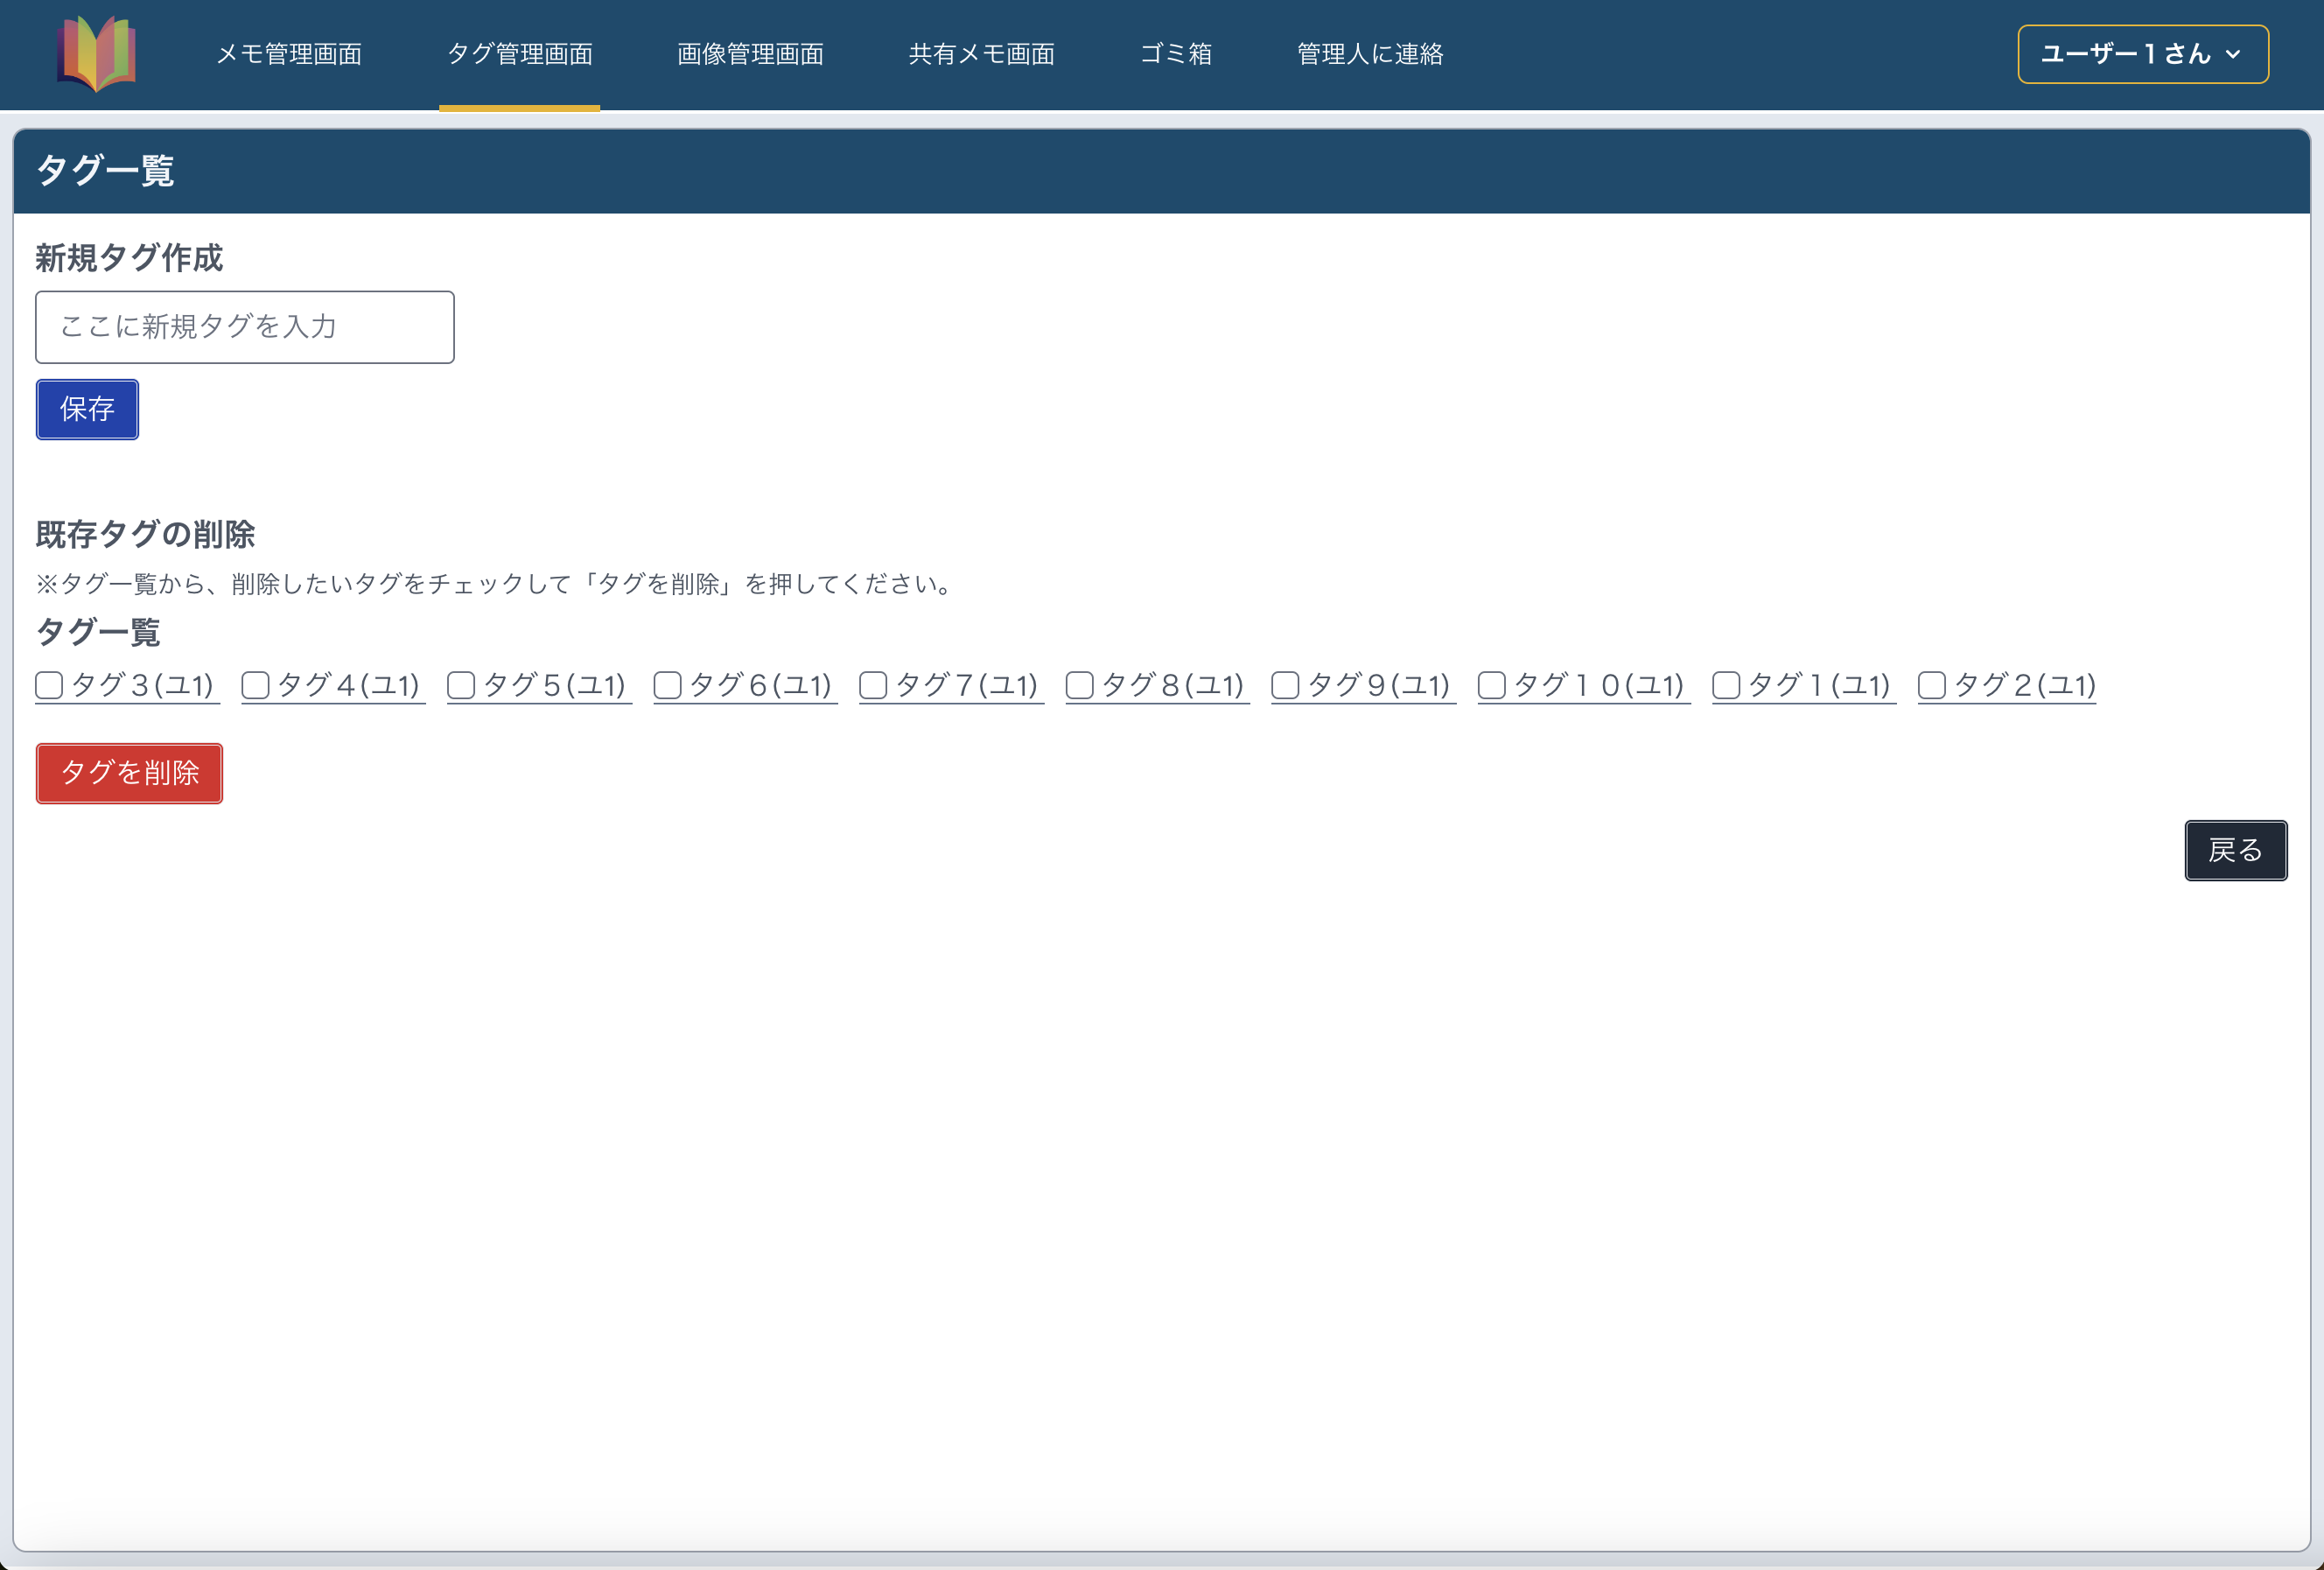 メモ管理画面 タグ管理画面 画像管理画面 共有メモ画面 ゴミ箱 管理人に連絡 ユーザー１さん
タグ一覧
新規タグ作成
ここに新規タグを入力
保存
既存タグの削除
※タグ一覧から、削除したいタグをチェックして「タグを削除」を押してください。
タグ一覧
タグ３(ユ1) タグ４(ユ1) タグ５(ユ1) タグ６(ユ1) タグ７(ユ1) タグ８(ユ1) タグ９(ユ1) タグ１０(ユ1) タグ１(ユ1) タグ２(ユ1)
タグを削除
戻る